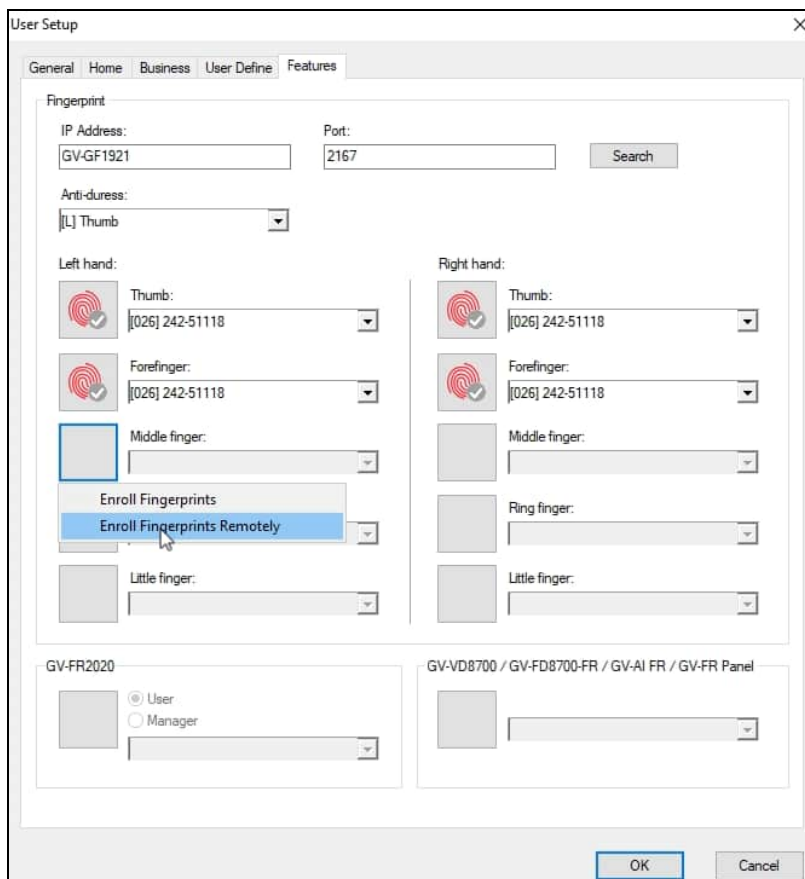 User Setup
General Home Business User Define Features
Fingerprint
IP Address: Port:
GV-GF1921 2167 Search
Anti-duress:
[L] Thumb
Left hand: Right hand:
Thumb: Thumb:
[026] 242-51118 [026] 242-51118
Forefinger: Forefinger:
[026] 242-51118 [026] 242-51118
Middle finger: Middle finger:
Enroll Fingerprints
Ring finger:
Enroll Fingerprints Remotely
Little finger: Little finger:
GV-FR2020 GV-VD8700 / GV-FD8700-FR / GV-AI FR / GV-FR Panel
User
Manager
OK Cancel